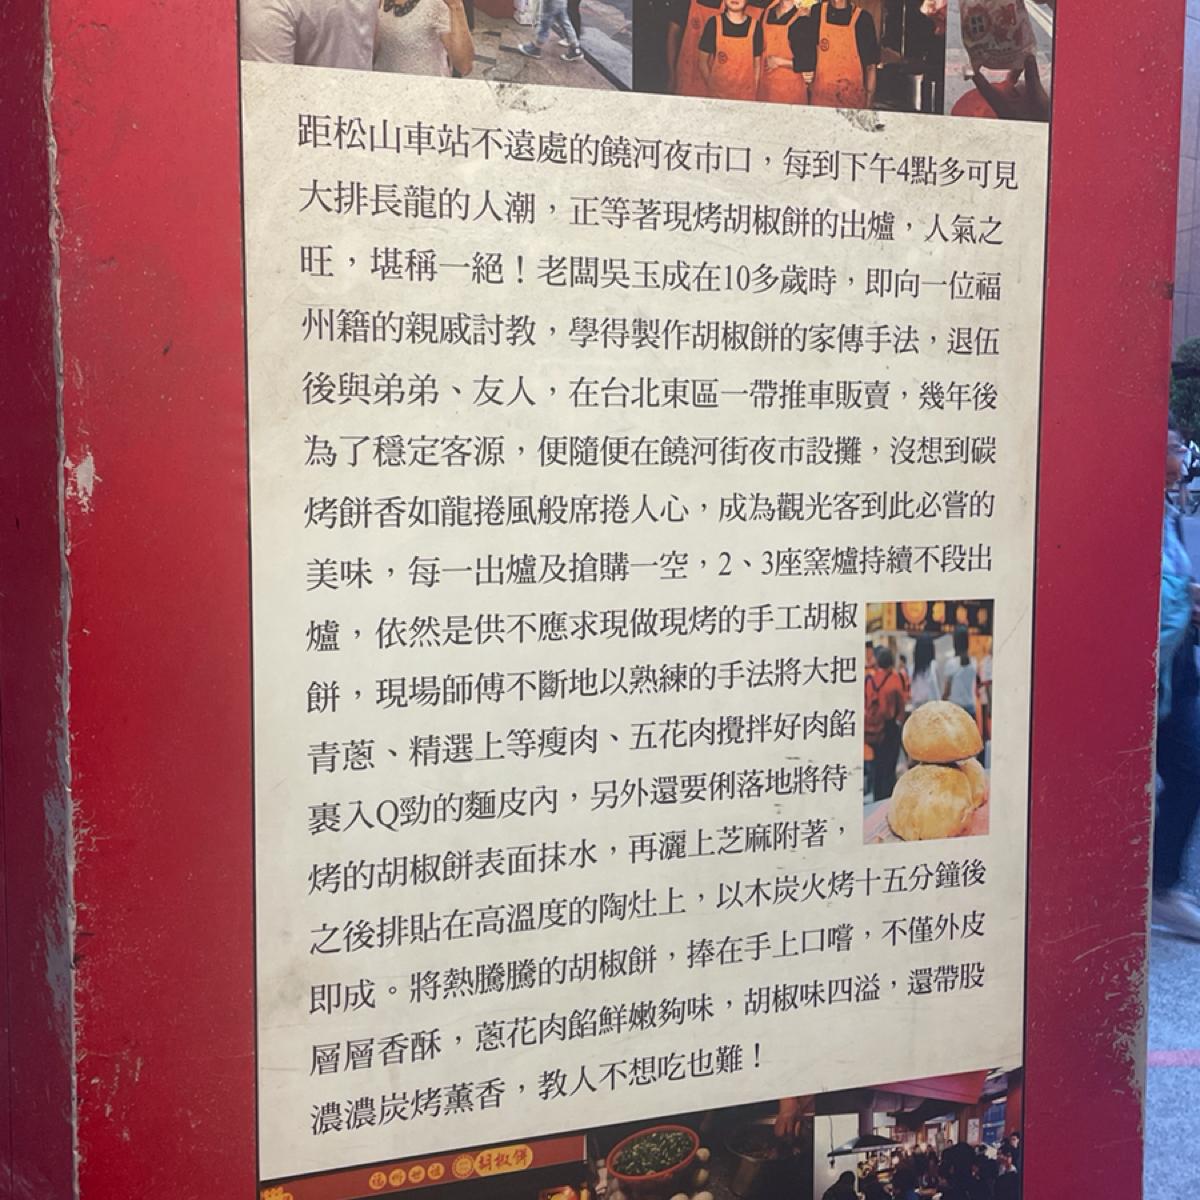 距松山車站不遠處的饒河夜市口，每到下午4點多可見
大排長龍的人潮，正等著現烤胡椒餅的出爐，人氣之
旺，堪稱一絕！老闆吳玉成在10多歲時，即向一位福
州籍的親戚討教，學得製作胡椒餅的家傳手法，退伍
後與弟弟、友人，在台北東區一帶推車販賣，幾年後
為了穩定客源，便隨便在饒河街夜市設攤，沒想到碳
烤餅香如龍捲風般席捲人心，成為觀光客到此必嘗的
美味，每一出爐及搶購一空，2、3座窯爐持續不段出
爐，依然是供不應求現做現烤的手工胡椒
餅，現場師傅不斷地以熟練的手法將大把
青蔥、精選上等瘦肉、五花肉攪拌好肉餡
裹入Q勁的麵皮內，另外還要俐落地將待
烤的胡椒餅表面抹水，再灑上芝麻附著，
之後排貼在高溫度的陶灶上，以木炭火烤十五分鐘後
即成。將熱騰騰的胡椒餅，捧在手上口嚐，不僅外皮
層層香酥，蔥花肉餡鮮嫩夠味，胡椒味四溢，還帶股
濃濃炭烤薰香，教人不想吃也難！
福州世祖 胡椒餅